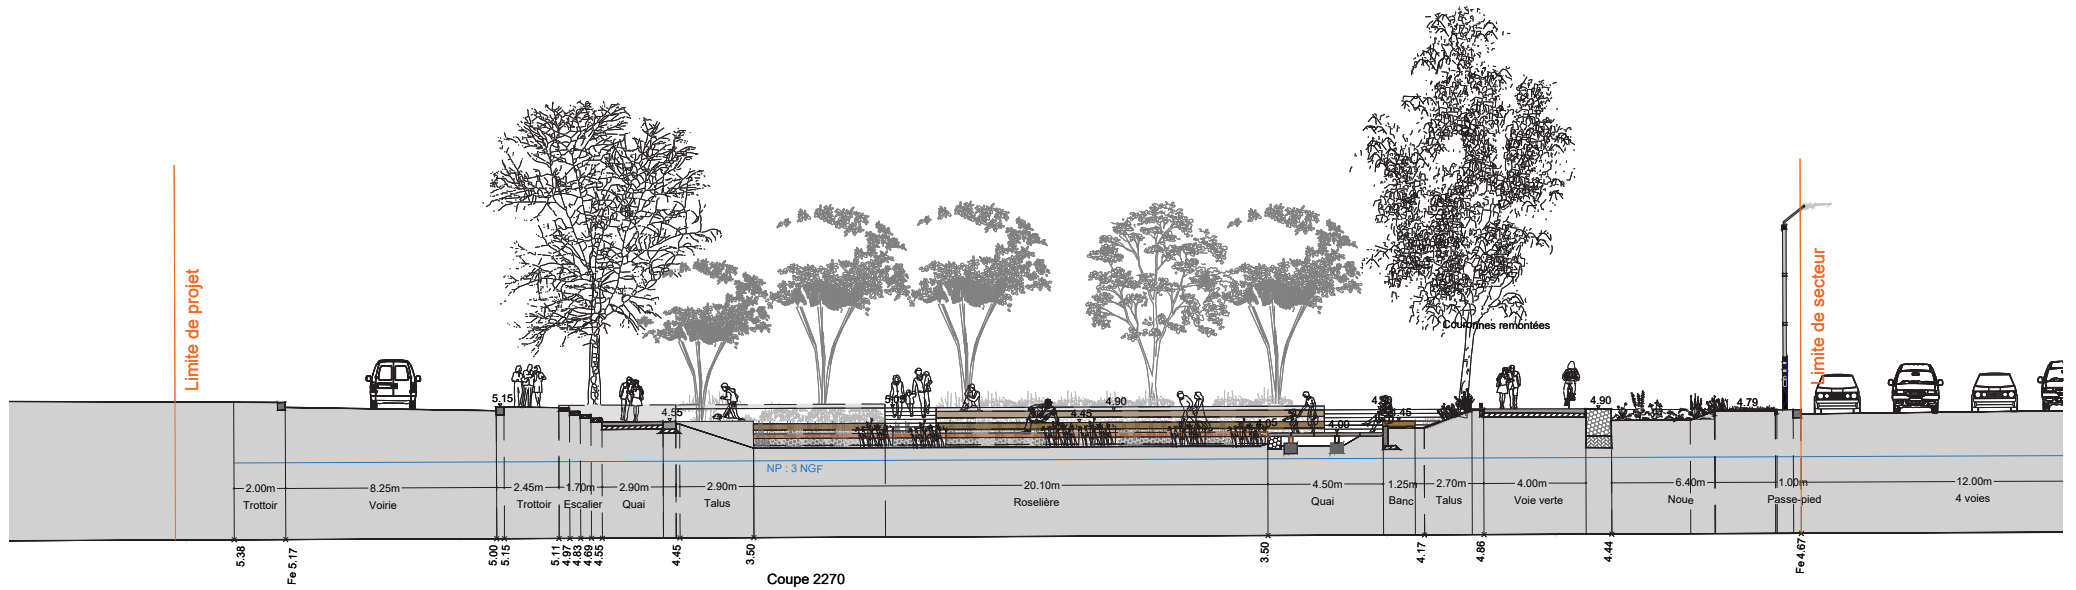 Limite de projet
Limite de secteur
Couronnes remontées
5.15
4.55
4.90
4.45
4.05
4.00
4.45
4.90
4.79
NP : 3 NGF
2.00m
8.25m
2.45m
1.70m
2.90m
2.90m
20.10m
4.50m
1.25m
2.70m
4.00m
6.40m
1.00m
12.00m
Trottoir
Voirie
Trottoir
Escalier
Quai
Talus
Roselière
Quai
Banc
Talus
Voie verte
Noue
Passe-pied
4 voies
5.38
Fe 5.17
5.00
5.15
5.11
4.97
4.83
4.69
4.55
4.45
3.50
3.50
4.17
4.86
4.44
Fe 4.67
Coupe 2270